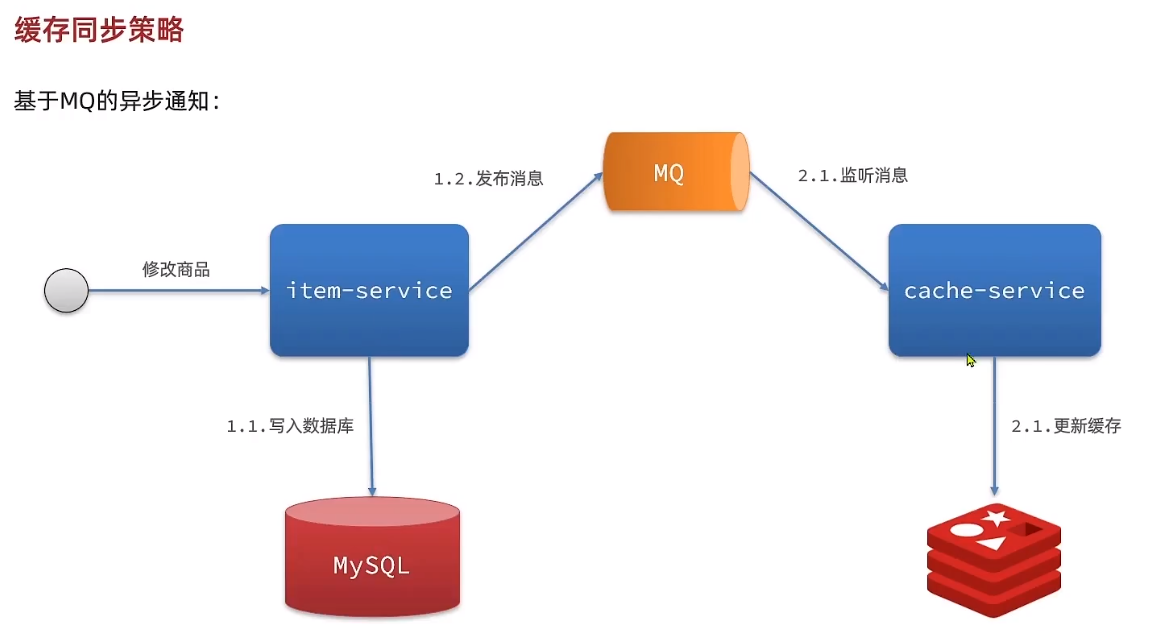 缓存同步策略
基于MQ的异步通知：
MQ
1.2.发布消息
2.1.监听消息
修改商品
item-service
cache-service
1.1.写入数据库
2.1.更新缓存
MySQL